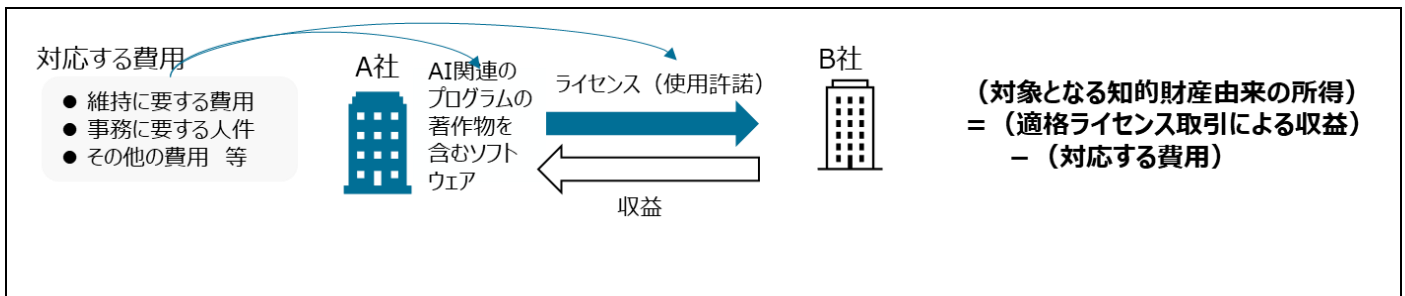 対応する費用
● 維持に要する費用
● 事務に要する人件
● その他の費用 等
A社
AI関連の
プログラムの
著作物を
含むソフト
ウェア
ライセンス（使用許諾）
収益
B社
（対象となる知的財産由来の所得）
＝（適格ライセンス取引による収益）
－（対応する費用）